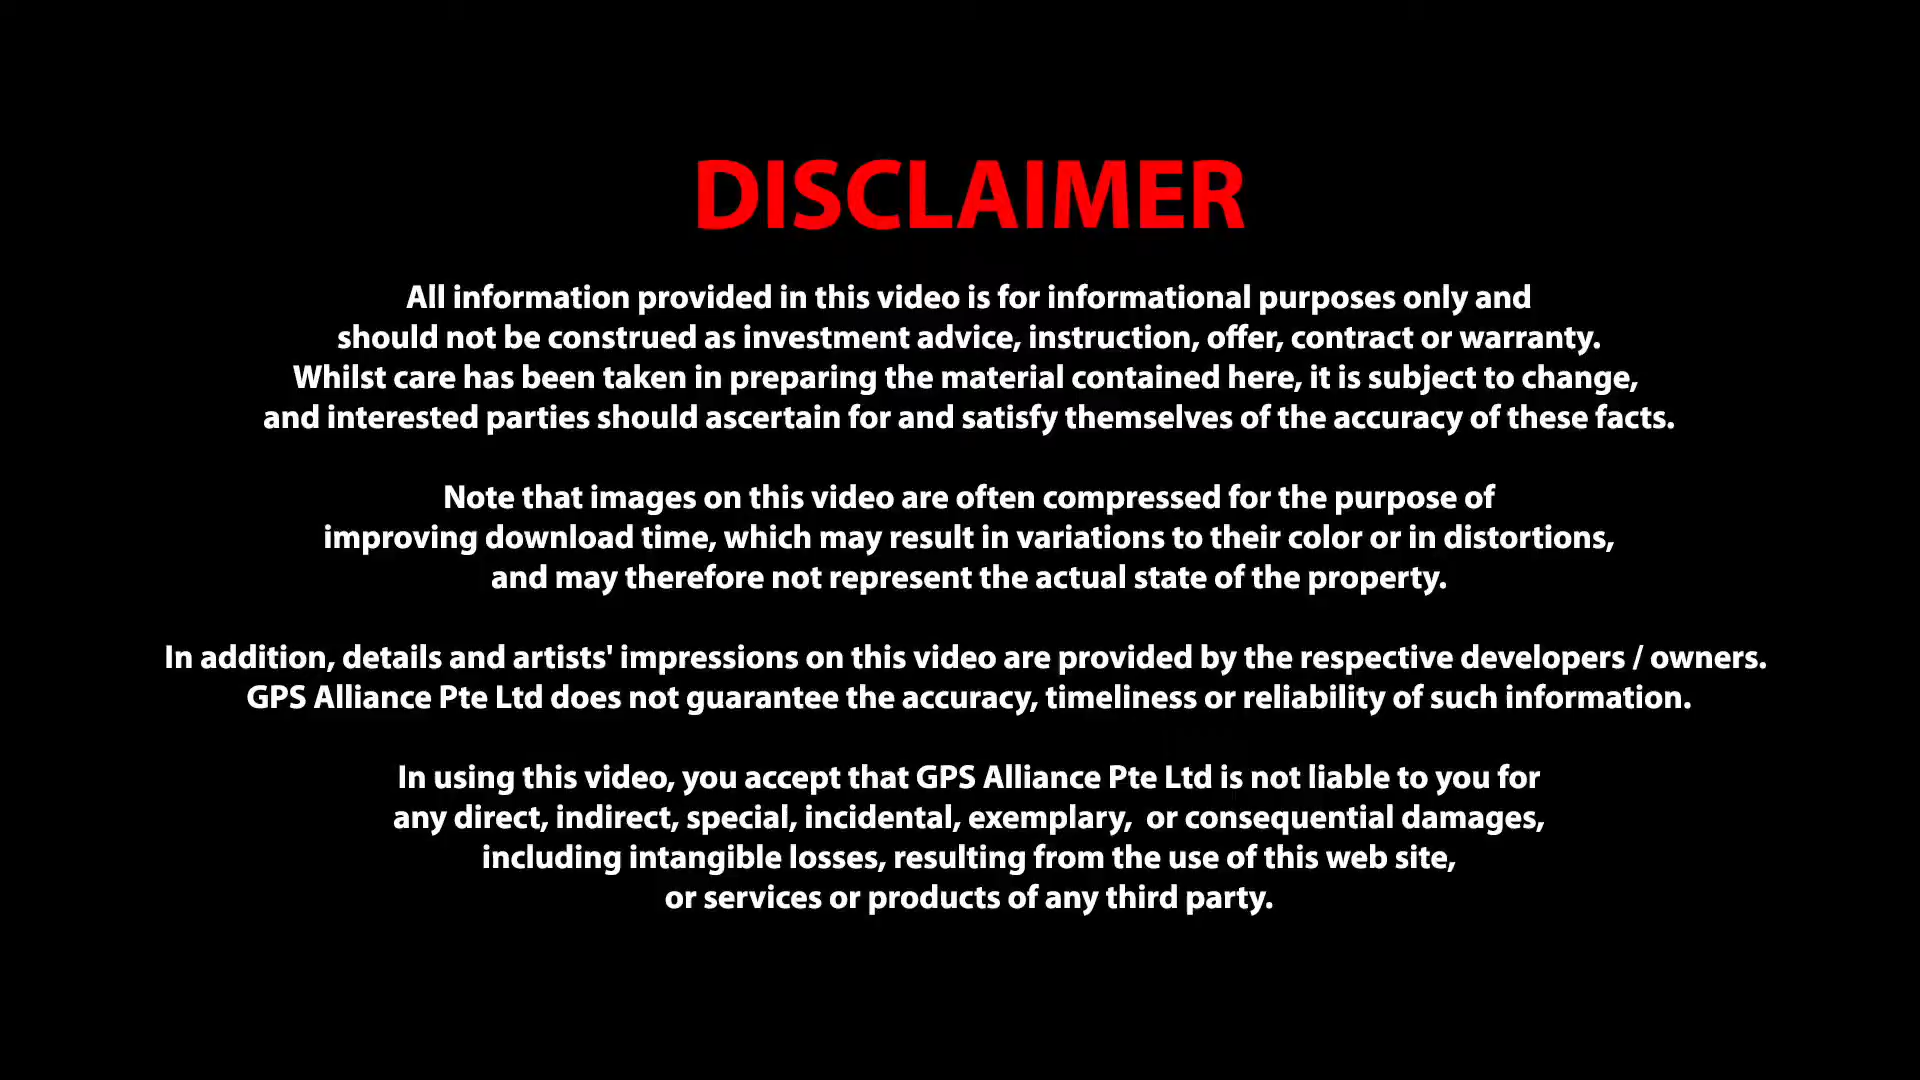 DISCLAIMER
All information provided in this video is for informational purposes only and
should not be construed as investment advice, instruction, offer, contract or warranty.
Whilst care has been taken in preparing the material contained here, it is subject to change,
and interested parties should ascertain for and satisfy themselves of the accuracy of these facts.
Note that images on this video are often compressed for the purpose of
improving download time, which may result in variations to their color or in distortions,
and may therefore not represent the actual state of the property.
In addition, details and artists' impressions on this video are provided by the respective developers / owners.
GPS Alliance Pte Ltd does not guarantee the accuracy, timeliness or reliability of such information.
In using this video, you accept that GPS Alliance Pte Ltd is not liable to you for
any direct, indirect, special, incidental, exemplary,  or consequential damages,
including intangible losses, resulting from the use of this web site,
or services or products of any third party.